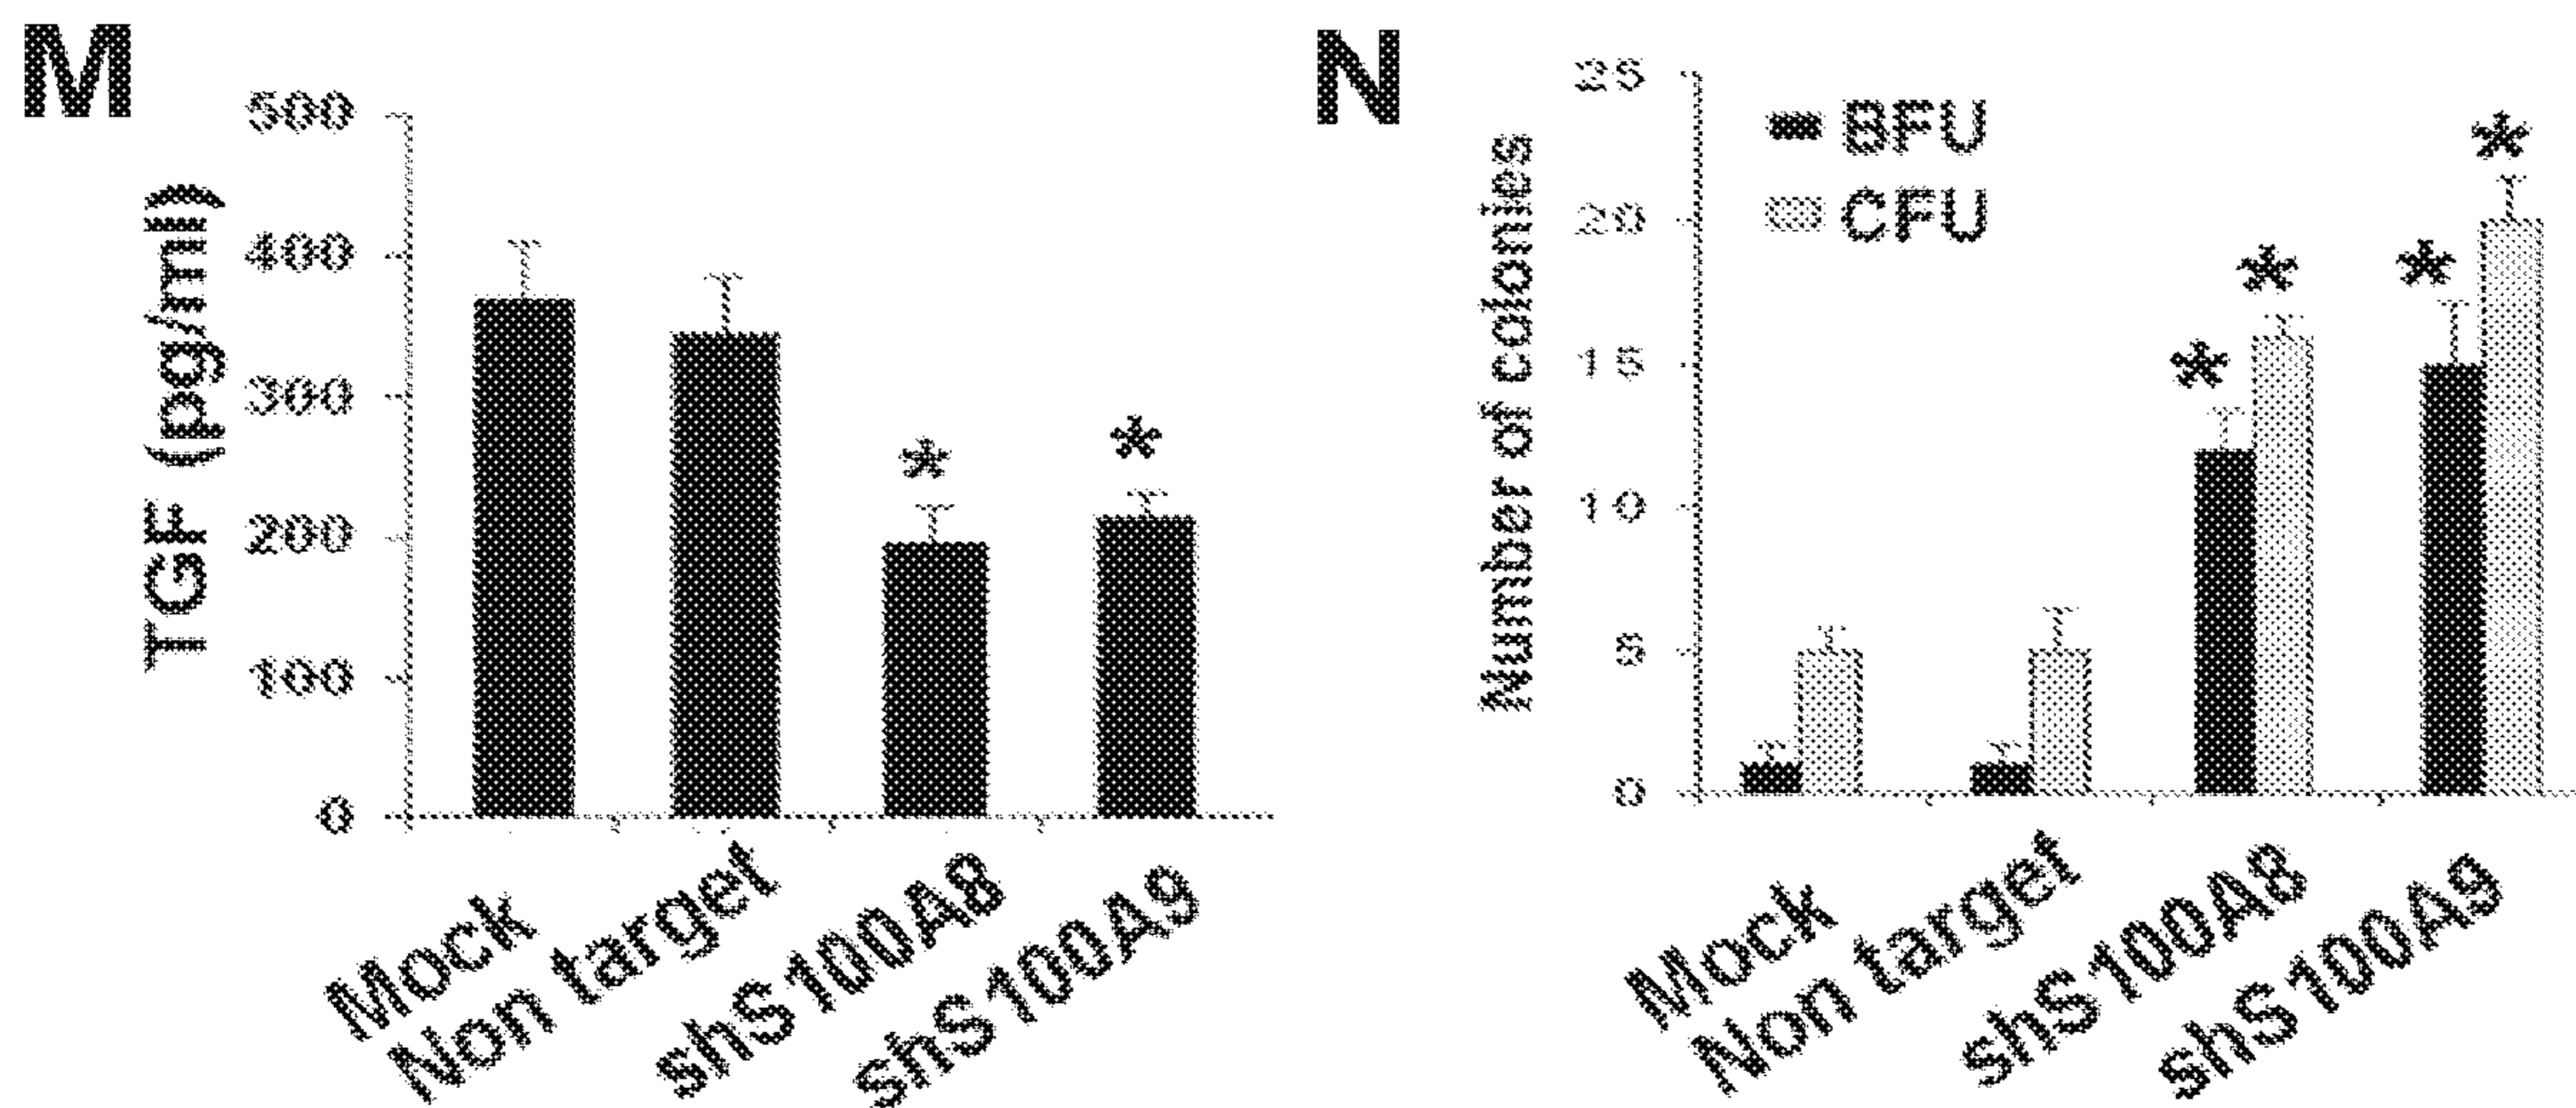 M
500
400
300
200
100
0
TGF (pg/ml)
*
*
Mock
Non target
shS100A8
shS100A9
N
25
20
15
10
5
0
Number of colonies
BFU
CFU
*
*
*
*
Mock
Non target
shS100A8
shS100A9